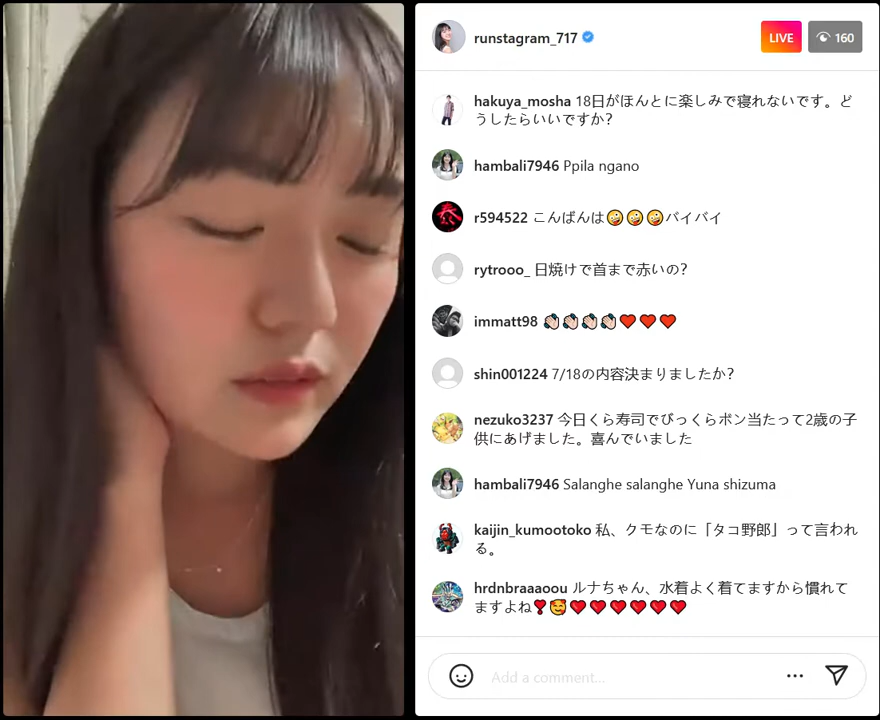 runstagram_717
LIVE
160
hakuya_mosha 18日がほんとに楽しみで寝れないです。ど
うしたらいいですか?
hambali7946 Ppila ngano
r594522 こんばんは🤪🤪🤪バイバイ
rytrooo_ 日焼けで首まで赤いの?
immatt98 👏🏻👏🏻👏🏻👏🏻❤️❤️❤️
shin001224 7/18の内容決まりましたか?
nezuko3237 今日くら寿司でびっくらポン当たって2歳の子
供にあげました。喜んでいました
hambali7946 Salanghe salanghe Yuna shizuma
kaijin_kumootoko 私、クモなのに「タコ野郎」って言われ
る。
hrdnbraaaoou ルナちゃん、水着よく着てますから慣れて
ますよね❣️🥰❤️❤️❤️❤️❤️❤️
Add a comment...